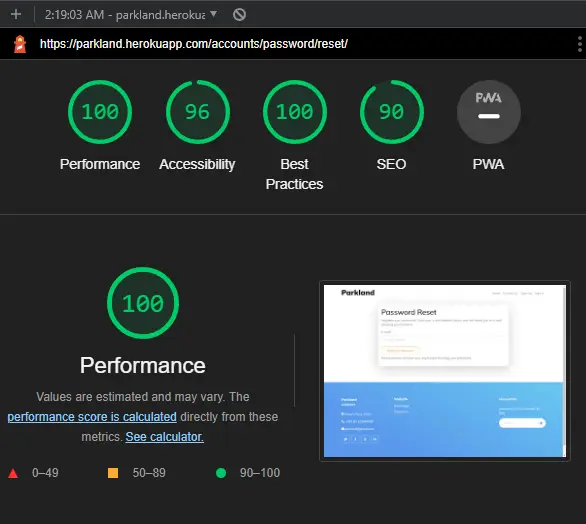 2:19:03 AM - parkland.heroku
https://parkland.herokuapp.com/accounts/password/reset/
100
96
100
90
PWA
Performance
Accessibility
Best
Practices
SEO
PWA
100
Performance
Values are estimated and may vary. The
performance score is calculated directly from these
metrics. See calculator.
0–49
50–89
90–100
Parkland
Password Reset